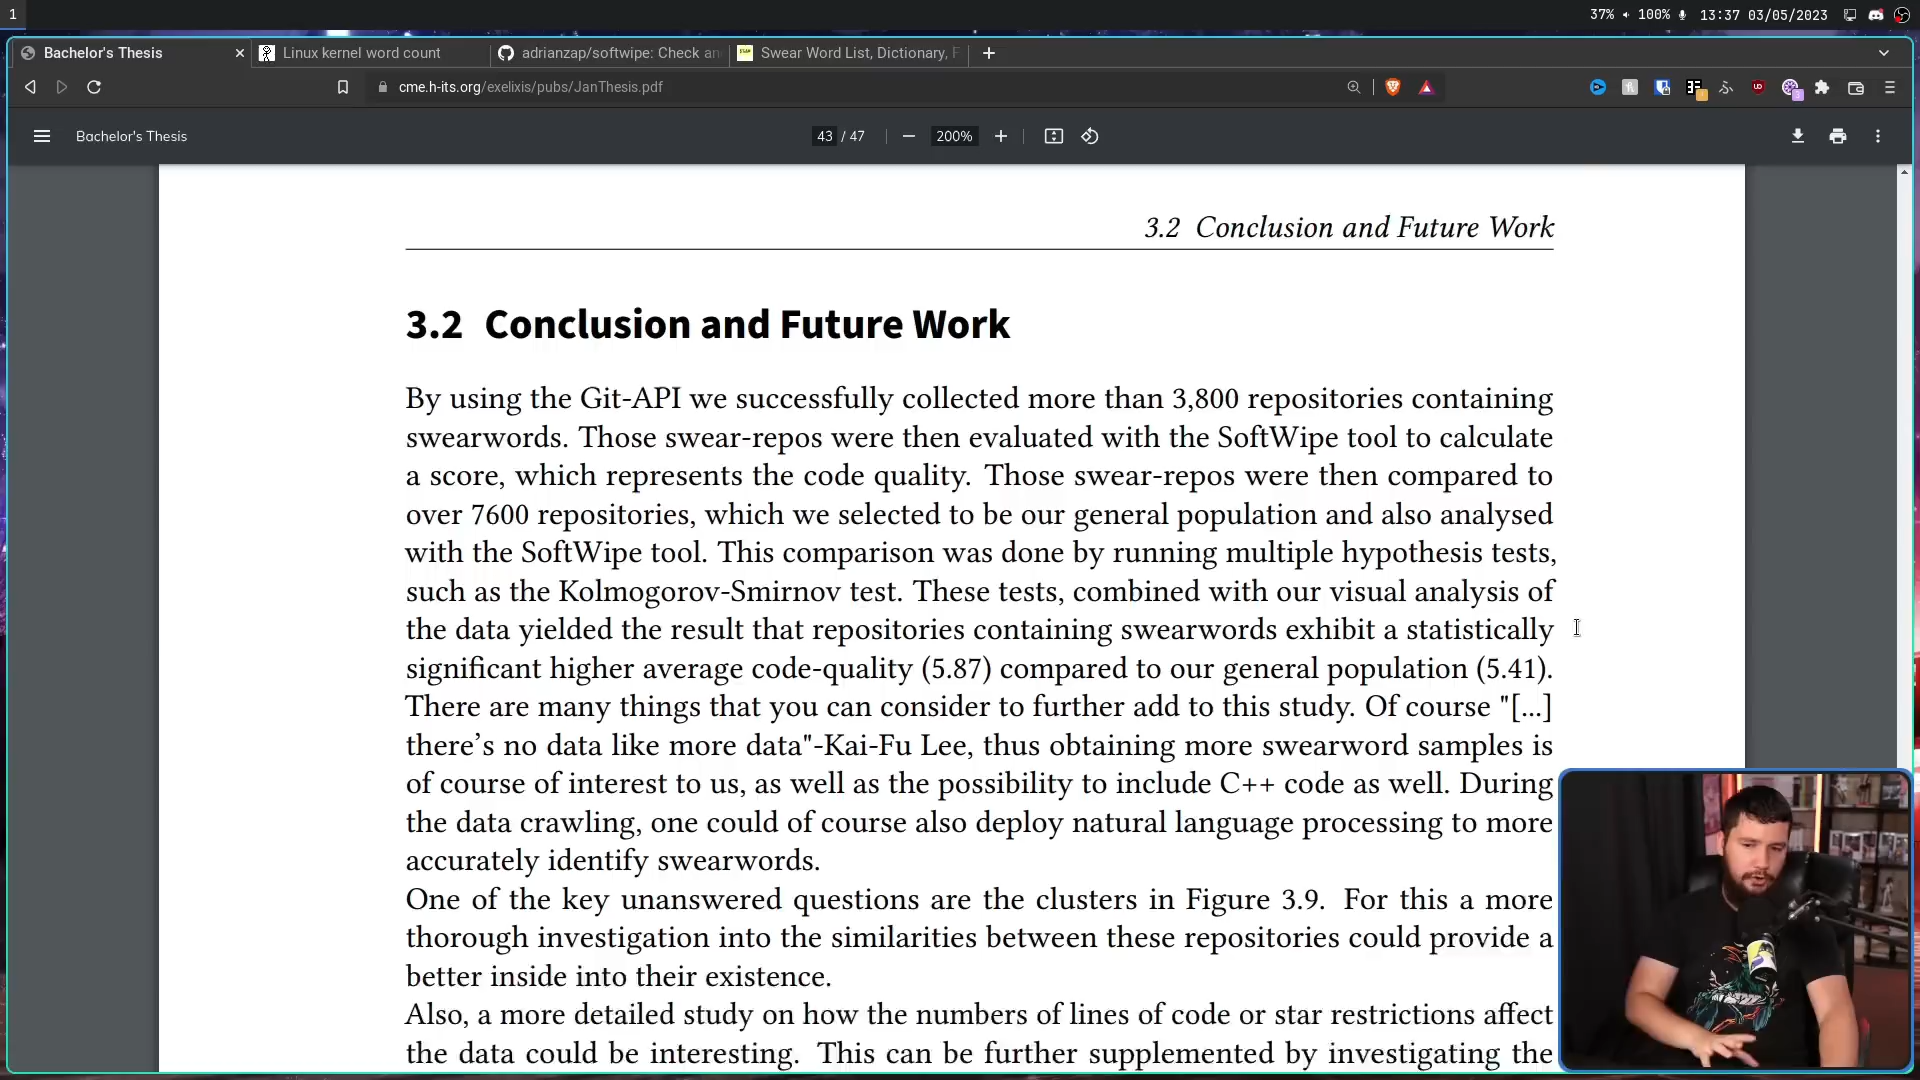 1
37% 100% 13:37 03/05/2023
Bachelor's Thesis
Linux kernel word count
adrianzap/softwipe: Check an
Swear Word List, Dictionary, F
cme.h-its.org/exelixis/pubs/JanThesis.pdf
Bachelor's Thesis
43 / 47
200%
3.2 Conclusion and Future Work
3.2 Conclusion and Future Work
By using the Git-API we successfully collected more than 3,800 repositories containing
swearwords. Those swear-repos were then evaluated with the SoftWipe tool to calculate
a score, which represents the code quality. Those swear-repos were then compared to
over 7600 repositories, which we selected to be our general population and also analysed
with the SoftWipe tool. This comparison was done by running multiple hypothesis tests,
such as the Kolmogorov-Smirnov test. These tests, combined with our visual analysis of
the data yielded the result that repositories containing swearwords exhibit a statistically
significant higher average code-quality (5.87) compared to our general population (5.41).
There are many things that you can consider to further add to this study. Of course "[...]
there's no data like more data"-Kai-Fu Lee, thus obtaining more swearword samples is
of course of interest to us, as well as the possibility to include C++ code as well. During
the data crawling, one could of course also deploy natural language processing to more
accurately identify swearwords.
One of the key unanswered questions are the clusters in Figure 3.9. For this a more
thorough investigation into the similarities between these repositories could provide a
better inside into their existence.
Also, a more detailed study on how the numbers of lines of code or star restrictions affect
the data could be interesting. This can be further supplemented by investigating the